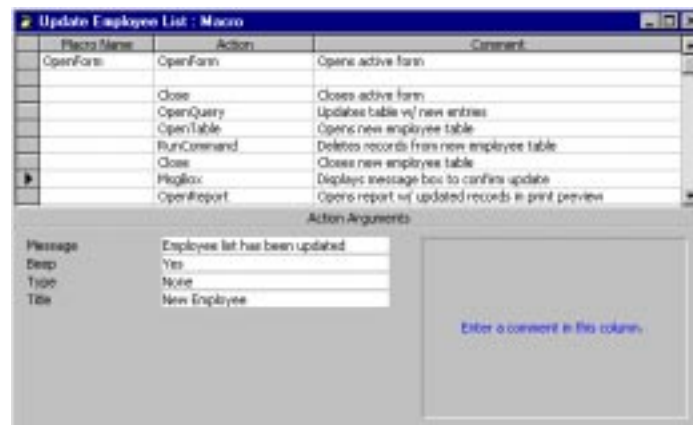 Update Employee List : Macro
Macro Name Action Comment
OpenForm OpenForm Opens active form
Close Closes active form
OpenQuery Updates table w/ new entries
OpenTable Opens new employee table
RunCommand Deletes records from new employee table
Close Closes new employee table
MsgBox Displays message box to confirm update
OpenReport Opens report w/ updated records in print preview
Action Arguments
Message Employee list has been updated
Beep Yes
Type None
Title New Employee
Enter a comment in this column.